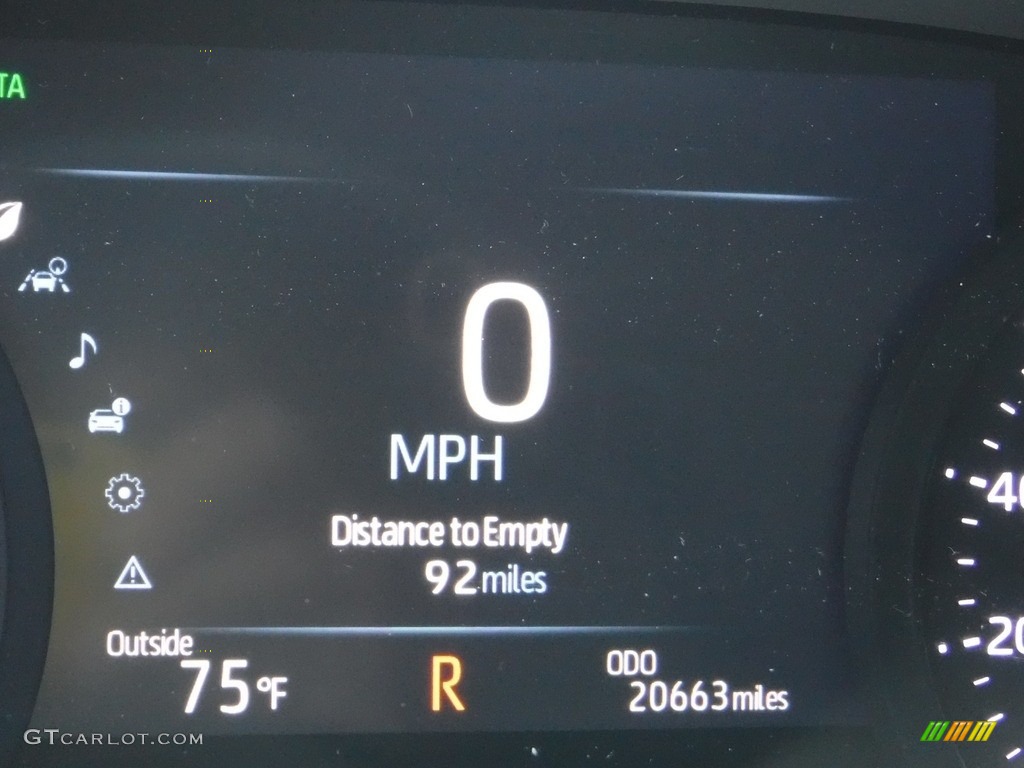 TA
0
MPH
Distance to Empty
92 miles
Outside
75 °F
R
ODO
20663 miles
40
20
GTCARLOT.COM